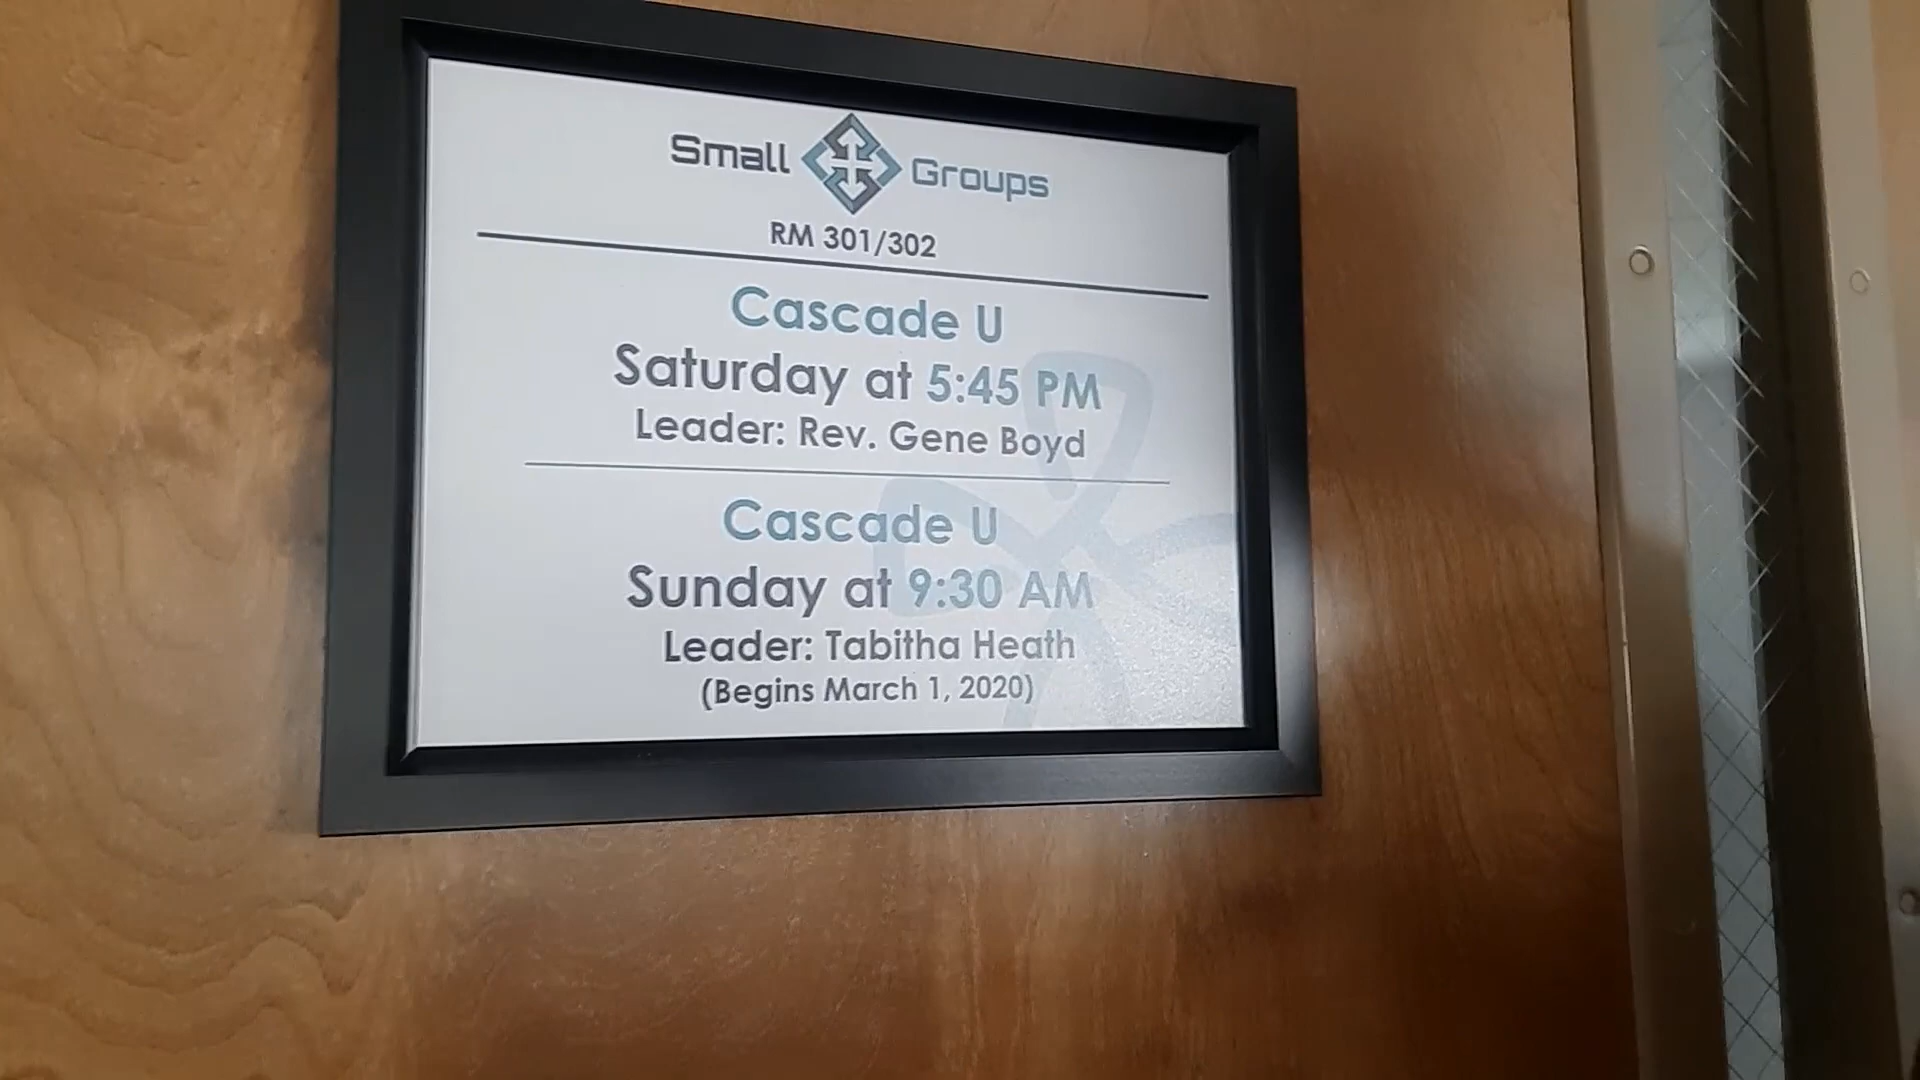 Small Groups
RM 301/302
Cascade U
Saturday at 5:45 PM
Leader: Rev. Gene Boyd
Cascade U
Sunday at 9:30 AM
Leader: Tabitha Heath
(Begins March 1, 2020)